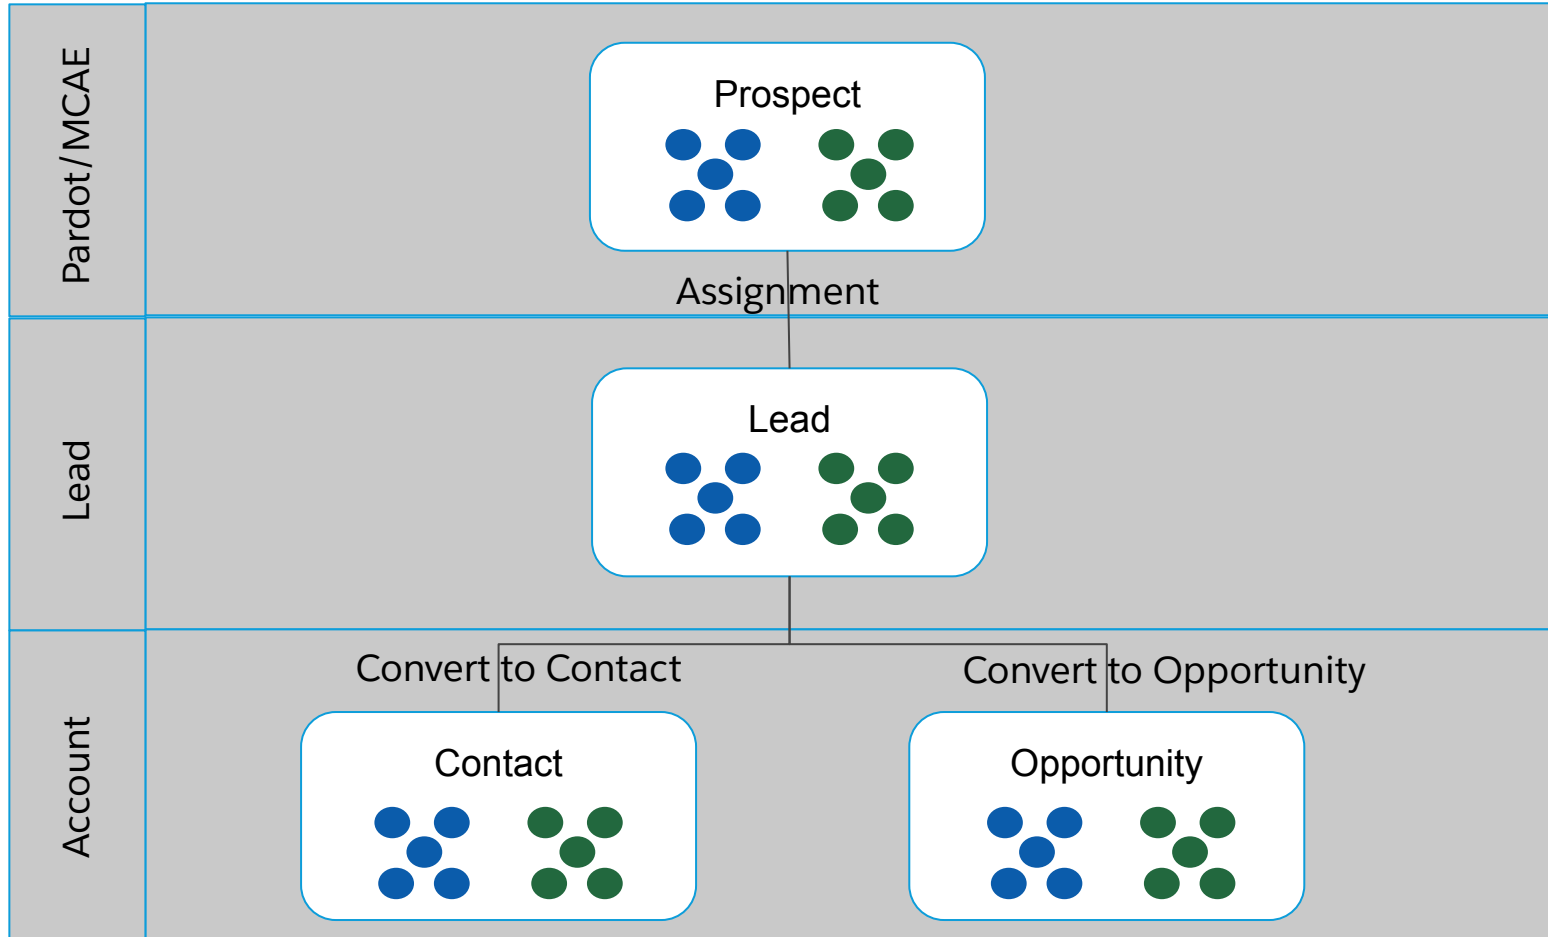 Pardot/MCAE
Prospect
Assignment
Lead
Lead
Account
Convert to Contact
Convert to Opportunity
Contact
Opportunity